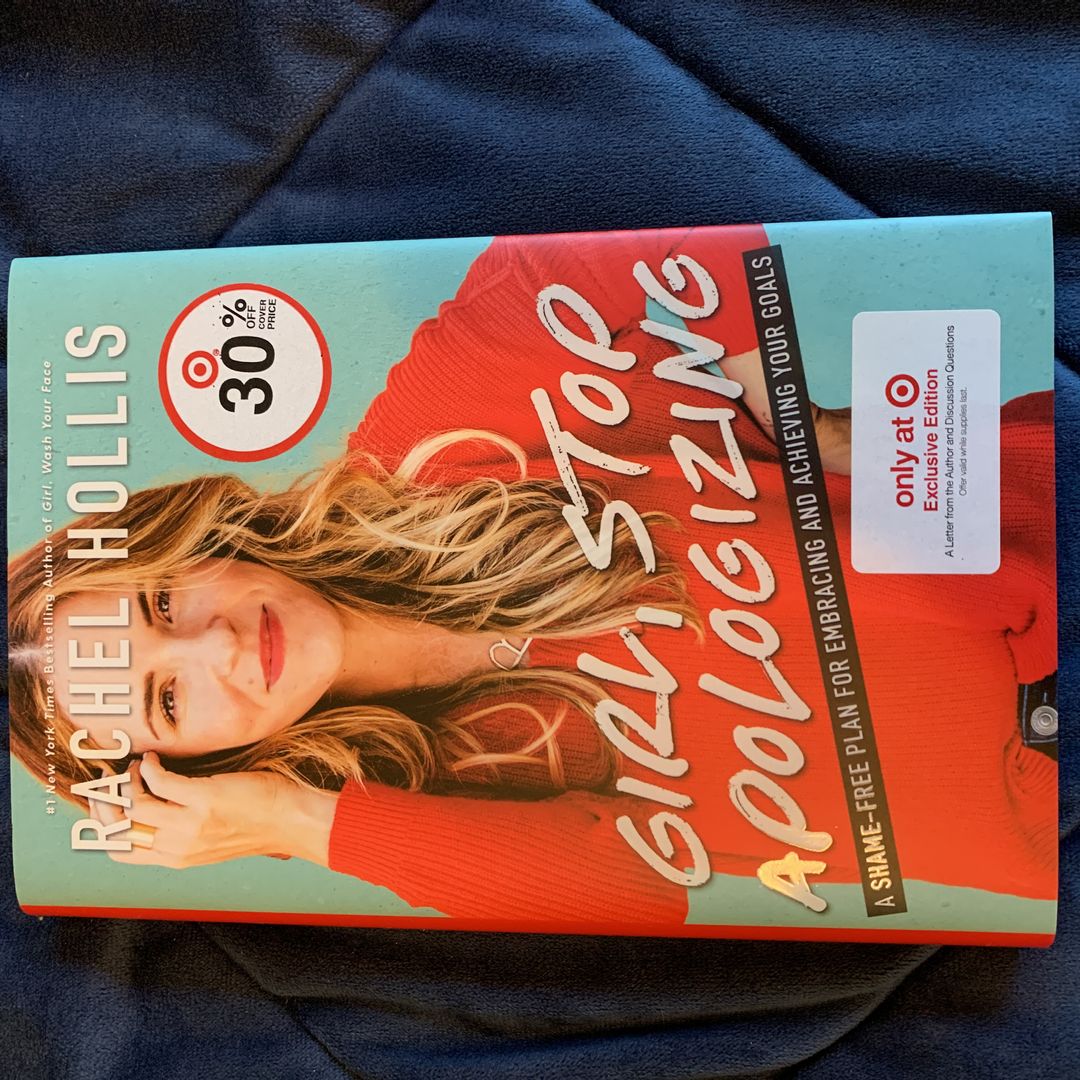 #1 New York Times Bestselling Author of Girl, Wash Your Face
RACHEL HOLLIS
30% OFF COVER PRICE
GIRL, STOP
APOLOGIZING
A SHAME-FREE PLAN FOR EMBRACING AND ACHIEVING YOUR GOALS
only at
Exclusive Edition
A Letter from the Author and Discussion Questions
Offer valid while supplies last.